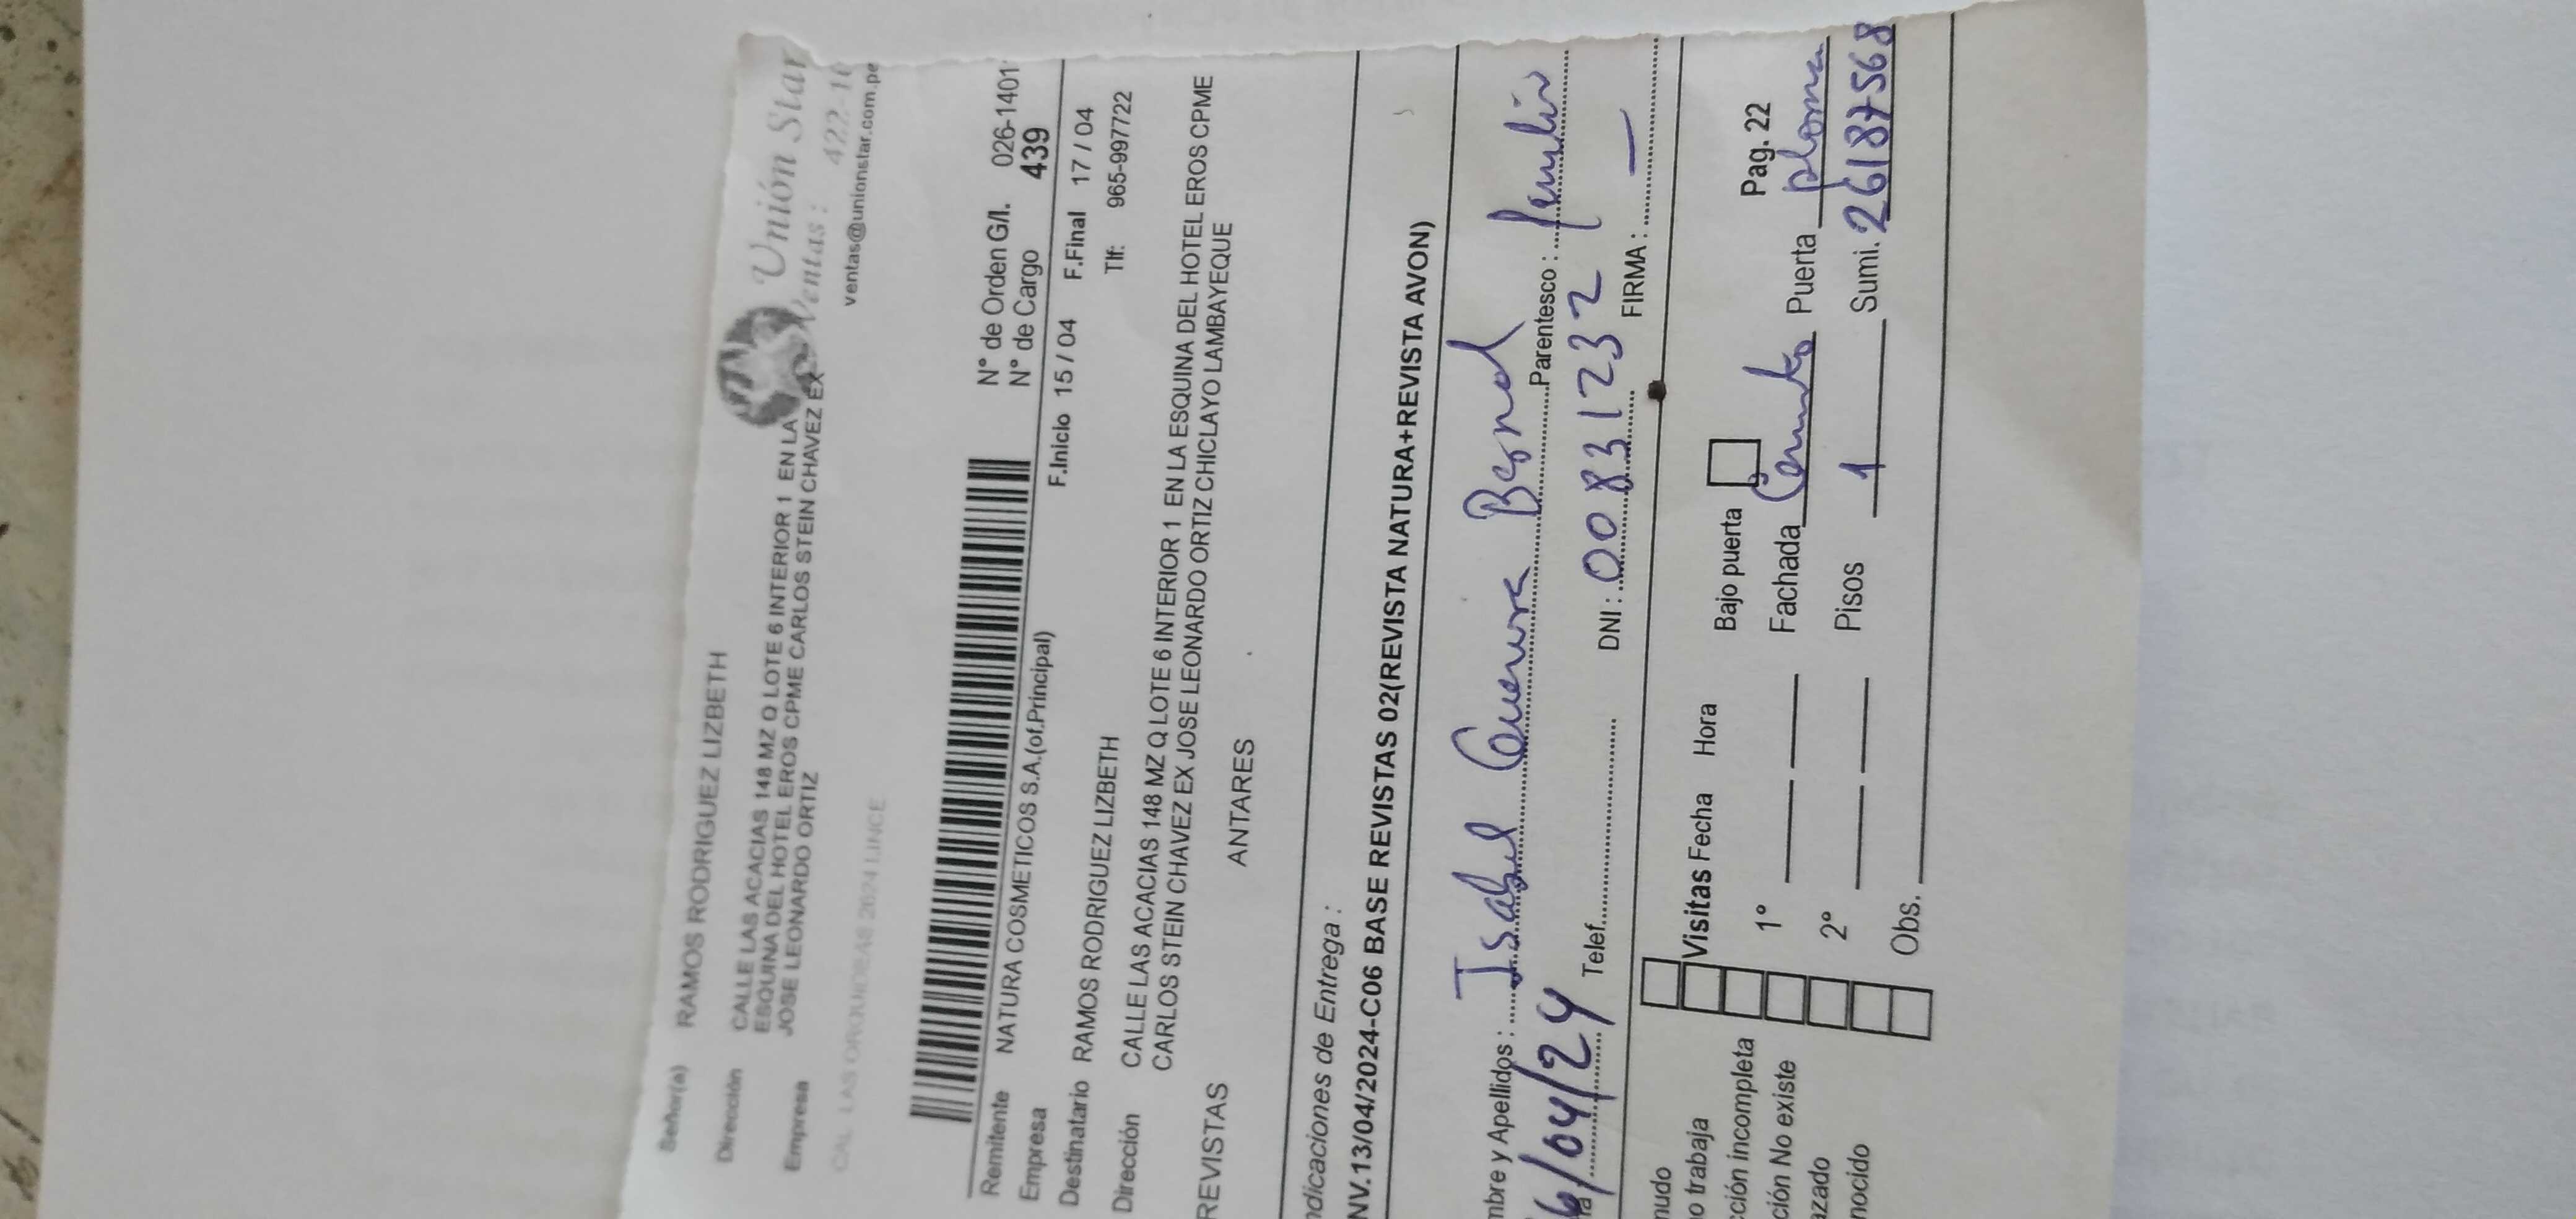 Señor(a) RAMOS RODRIGUEZ LIZBETH
Dirección CALLE LAS ACACIAS 148 MZ Q LOTE 6 INTERIOR 1 EN LA
ESQUINA DEL HOTEL EROS CPME CARLOS STEIN CHAVEZ EX
Empresa JOSE LEONARDO ORTIZ
Unión Star
Ventas: 422-1
ventas@unionstar.com.pe
CAL. LAS ORQUIDEAS 2624 LINCE
N° de Orden G/I. 026-1401
N° de Cargo 439
Remitente NATURA COSMETICOS S.A.(of.Principal)
Empresa
F.Inicio 15 / 04 F.Final 17 / 04
Destinatario RAMOS RODRIGUEZ LIZBETH
Tlf: 965-997722
Dirección CALLE LAS ACACIAS 148 MZ Q LOTE 6 INTERIOR 1 EN LA ESQUINA DEL HOTEL EROS CPME
CARLOS STEIN CHAVEZ EX JOSE LEONARDO ORTIZ CHICLAYO LAMBAYEQUE
REVISTAS ANTARES
ndicaciones de Entrega :
NV.13/04/2024-C06 BASE REVISTAS 02(REVISTA NATURA+REVISTA AVON)
mbre y Apellidos : Isabel Parentesco :
6/04/24 Telef. DNI : 00831232
FIRMA :
nudo
o trabaja
cción incompleta
ción No existe
azado
nocido
Visitas Fecha Hora
1°
2°
Obs.
Bajo puerta Pag. 22
Fachada Puerta ploma
Pisos 1 Sumi. 26187568